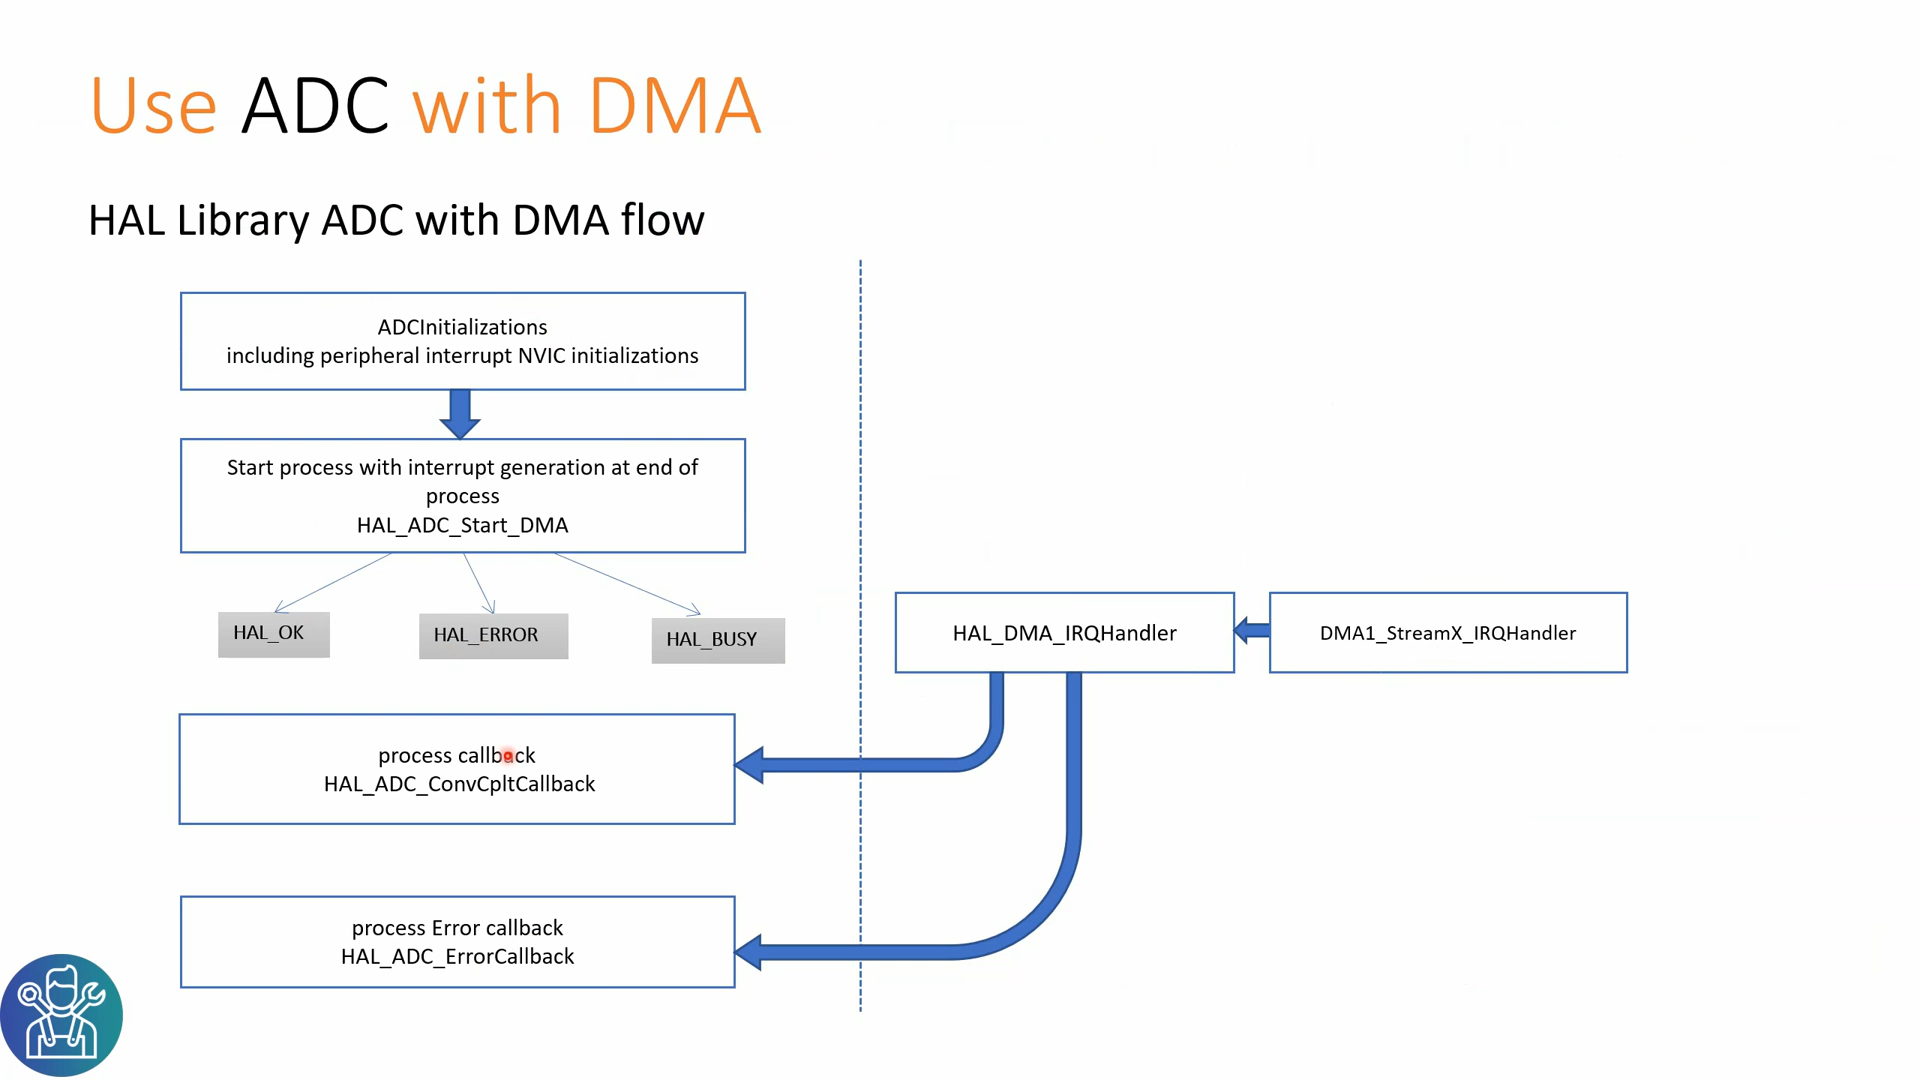 Use ADC with DMA
HAL Library ADC with DMA flow
ADCInitializations
including peripheral interrupt NVIC initializations
Start process with interrupt generation at end of
process
HAL_ADC_Start_DMA
HAL_OK
HAL_ERROR
HAL_BUSY
HAL_DMA_IRQHandler
DMA1_StreamX_IRQHandler
process callback
HAL_ADC_ConvCpltCallback
process Error callback
HAL_ADC_ErrorCallback